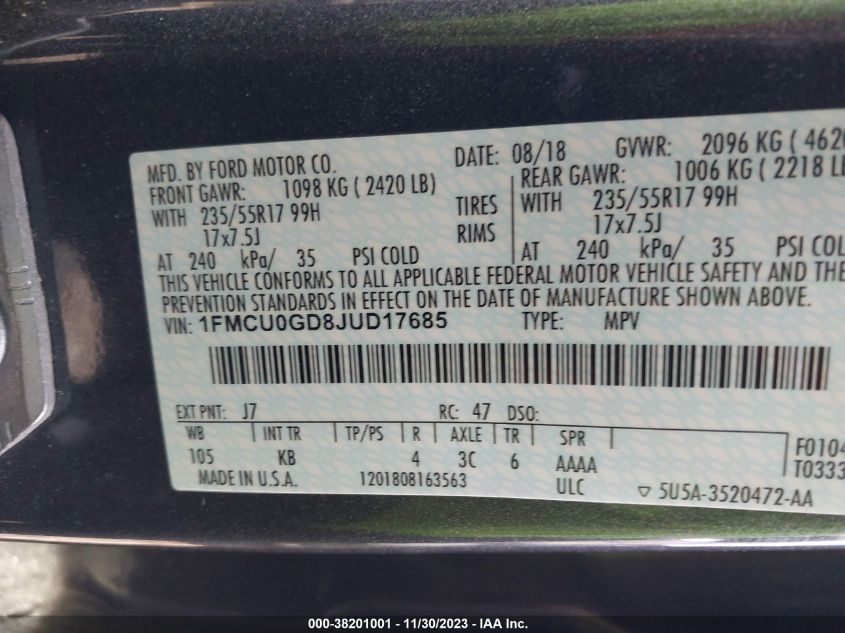 MFD. BY FORD MOTOR CO. DATE: 08/18 GVWR: 2096 KG ( 4620
FRONT GAWR: 1098 KG ( 2420 LB) REAR GAWR: 1006 KG ( 2218 LB
WITH 235/55R17 99H TIRES WITH 235/55R17 99H
17x7.5J RIMS 17x7.5J
AT 240 kPa/ 35 PSI COLD AT 240 kPa/ 35 PSI COL
THIS VEHICLE CONFORMS TO ALL APPLICABLE FEDERAL MOTOR VEHICLE SAFETY AND THE
PREVENTION STANDARDS IN EFFECT ON THE DATE OF MANUFACTURE SHOWN ABOVE.
VIN: 1FMCU0GD8JUD17685 TYPE: MPV
EXT PNT: J7 RC: 47 DSO:
WB INT TR TP/PS R AXLE TR SPR F0104
105 KB 4 3C 6 AAAA T0333
MADE IN U.S.A. 1201808163563 ULC 5U5A-3520472-AA
000-38201001 - 11/30/2023 - IAA Inc.